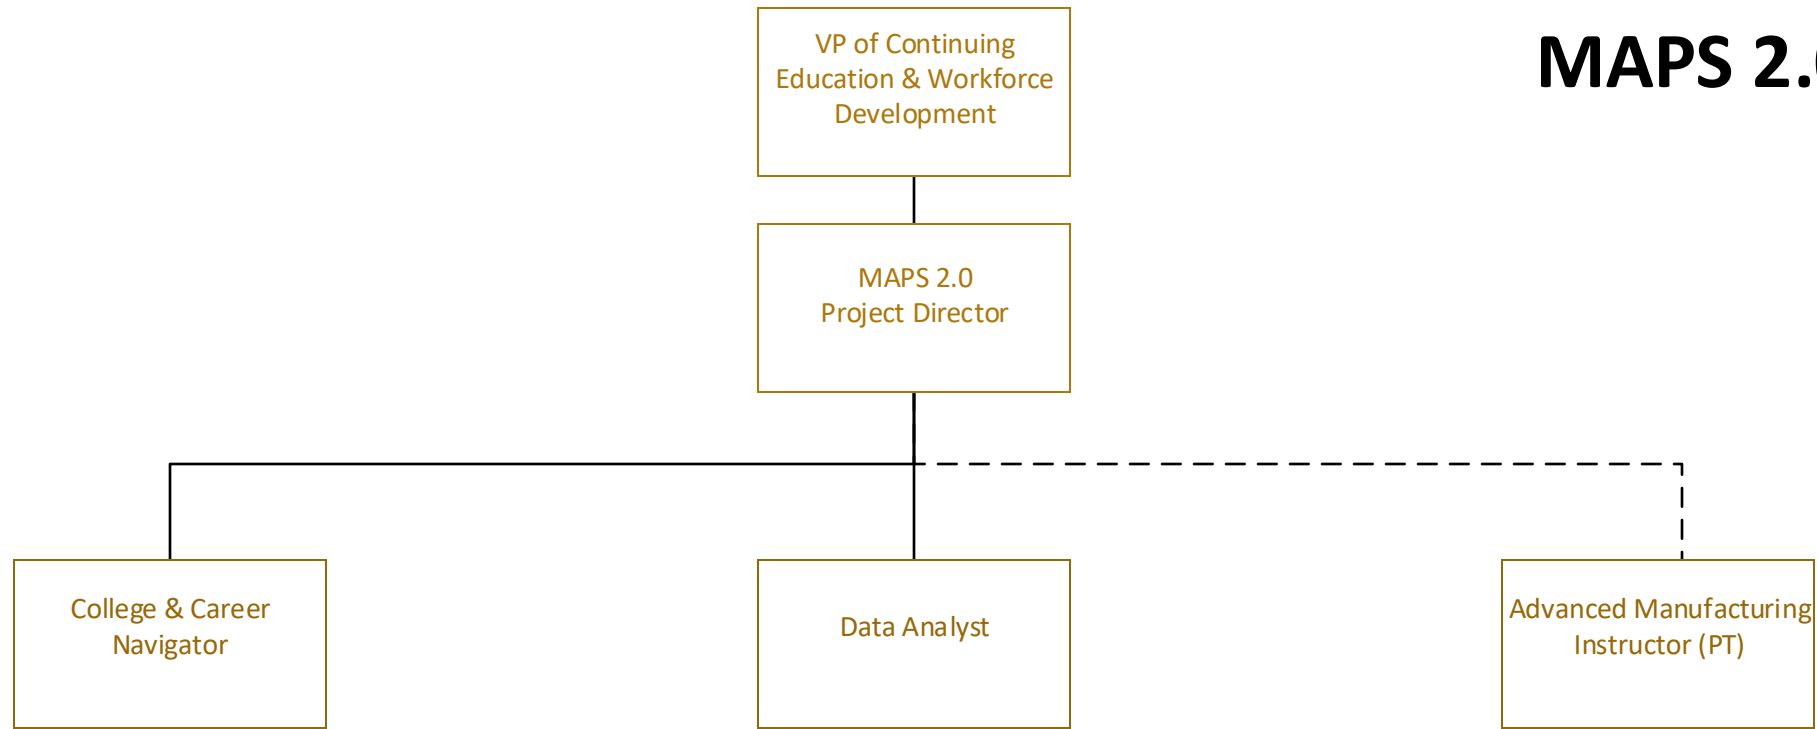 MAPS 2.
VP of Continuing
Education & Workforce
Development
MAPS 2.0
Project Director
College & Career
Navigator
Data Analyst
Advanced Manufacturing
Instructor (PT)